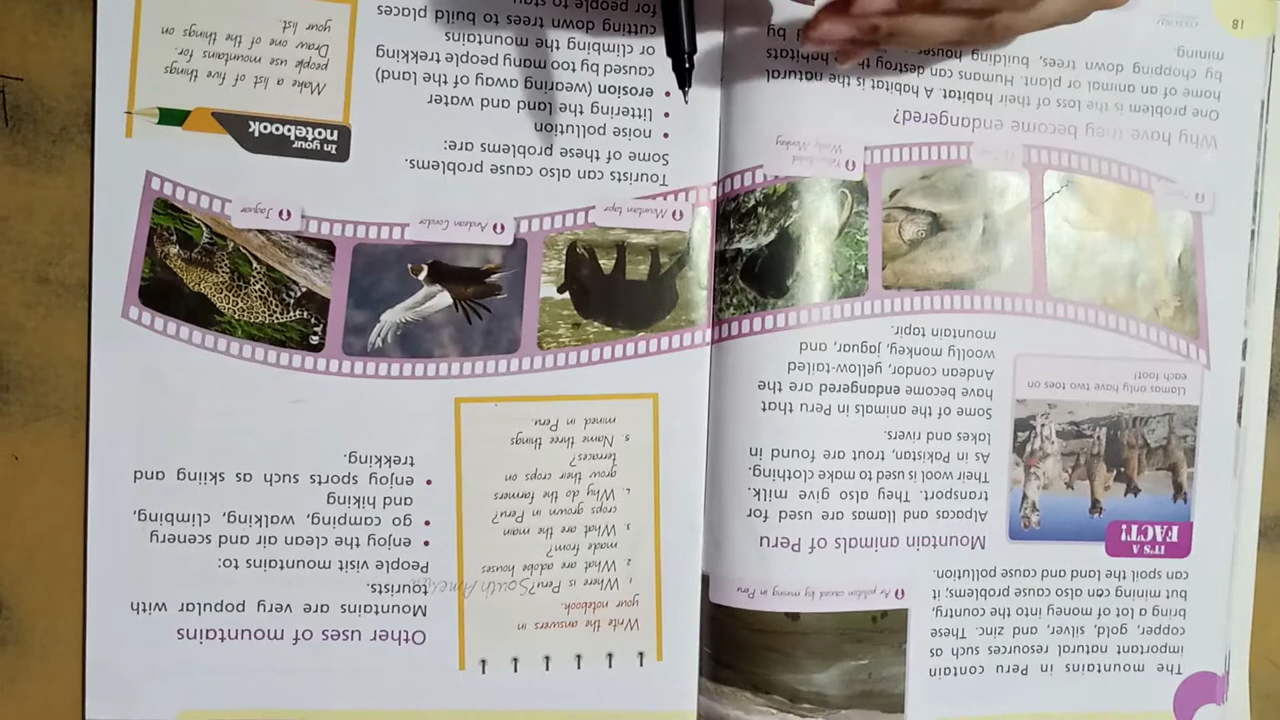 The mountains in Peru contain
important natural resources such as
copper, gold, silver, and zinc. These
bring a lot of money into the country,
but mining can also cause problems; it
can spoil the land and cause pollution.
Air pollution caused by mining in Peru
IT'S A
FACT!
Llamas only have two toes on
each foot!
Mountain animals of Peru
Alpacas and llamas are used for
transport. They also give milk.
Their wool is used to make clothing.
As in Pakistan, trout are found in
lakes and rivers.
Some of the animals in Peru that
have become endangered are the
Andean condor, yellow-tailed
woolly monkey, jaguar, and
mountain tapir.
Woolly Monkey
Why have they become endangered?
One problem is the loss of their habitat. A habitat is the natural
home of an animal or plant. Humans can destroy habitats
by chopping down trees, building houses by
mining.
18
OXFORD
Write the answers in
your notebook.
1. Where is Peru? South America
2. What are adobe houses
made from?
3. What are the main
crops grown in Peru?
4. Why do the farmers
grow their crops on
terraces?
5. Name three things
mined in Peru.
Other uses of mountains
Mountains are very popular with
tourists.
People visit mountains to:
• enjoy the clean air and scenery
• go camping, walking, climbing,
and hiking
• enjoy sports such as skiing and
trekking.
Mountain tapir
Andean Condor
Jaguar
Tourists can also cause problems.
Some of these problems are:
• noise pollution
• littering the land and water
• erosion (wearing away of the land)
caused by too many people trekking
or climbing the mountains
cutting down trees to build places
for people to stay
In your
notebook
Make a list of five things
people use mountains for.
Draw one of the things on
your list.